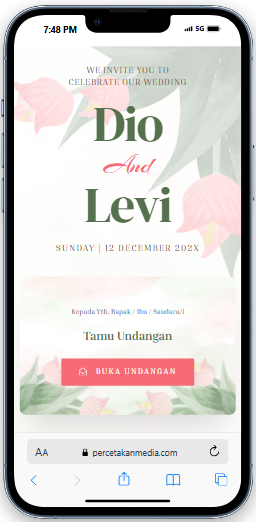 7:48 PM
5G
WE INVITE YOU TO
CELEBRATE OUR WEDDING
Dio
And
Levi
SUNDAY | 12 DECEMBER 202X
Kepada Yth. Bapak / Ibu / Saudara/i
Tamu Undangan
BUKA UNDANGAN
AA
percetakanmedia.com